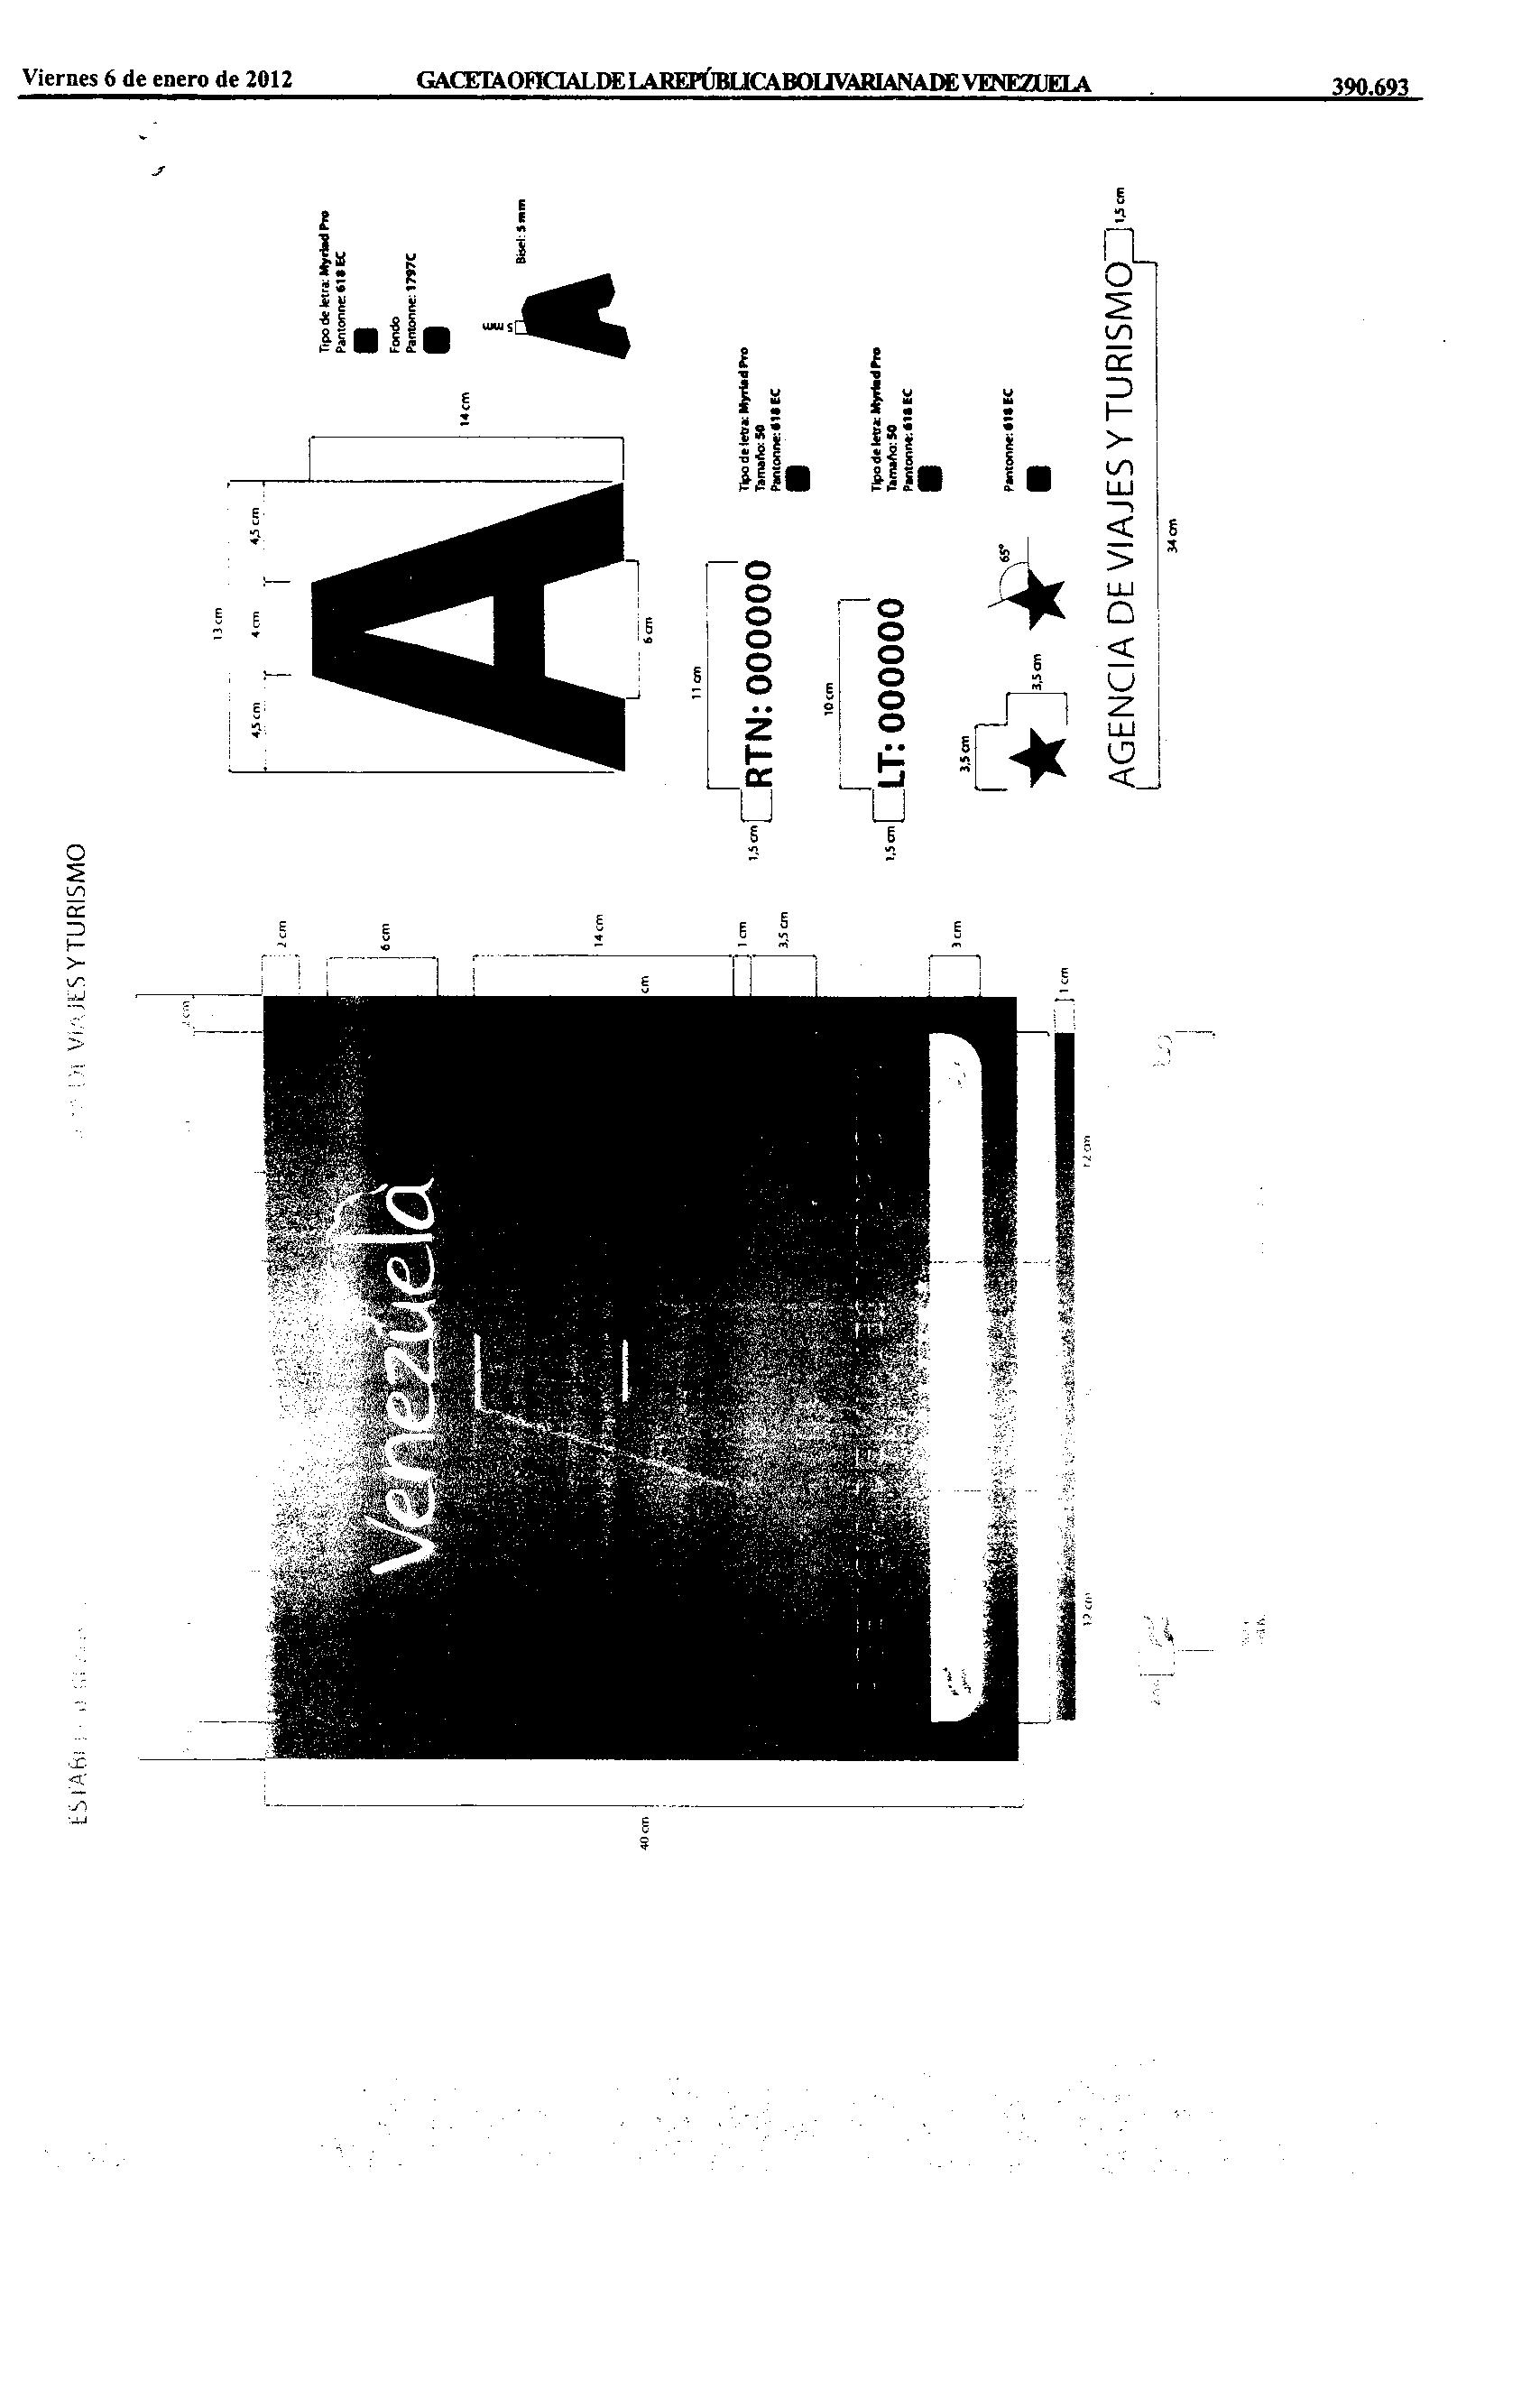 Viernes 6 de enero de 2012
GACETA OFICIAL DE LA REPÚBLICA BOLIVARIANA DE VENEZUELA
390.693
VIAJES Y TURISMO
2 cm
6 cm
14 cm
1 cm
3,5 cm
3 cm
1 cm
cm
Venezuela
12 cm
12 cm
40 cm
13 cm
4,5 cm
4 cm
4,5 cm
14 cm
A
6 cm
Tipo de letra: Myriad Pro
Pantonne: 618 EC
Fondo
Pantonne: 1797C
Bisel: 5 mm
5 mm
A
11 cm
RTN: 000000
1,5 cm
Tipo de letra: Myriad Pro
Tamaño: 50
Pantonne: 618 EC
10 cm
LT: 000000
1,5 cm
Tipo de letra: Myriad Pro
Tamaño: 50
Pantonne: 618 EC
3,5 cm
3,5 cm
65°
Pantonne: 618 EC
AGENCIA DE VIAJES Y TURISMO
1,5 cm
34 cm